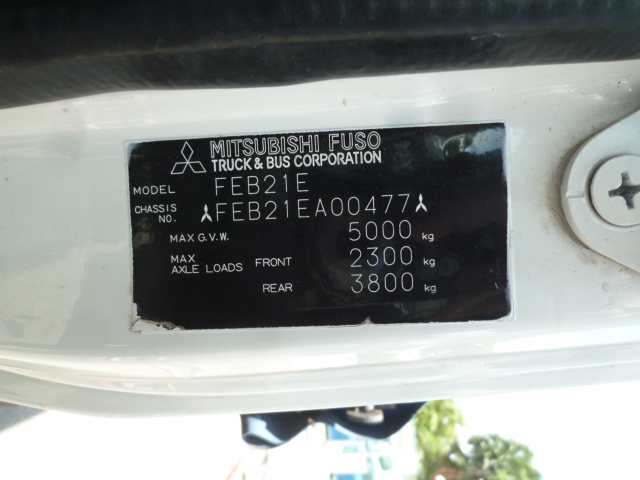 MITSUBISHI FUSO
TRUCK & BUS CORPORATION
MODEL FEB21E
CHASSIS NO. FEB21EA00477
MAX G.V.W. 5000 kg
MAX AXLE LOADS FRONT 2300 kg
REAR 3800 kg